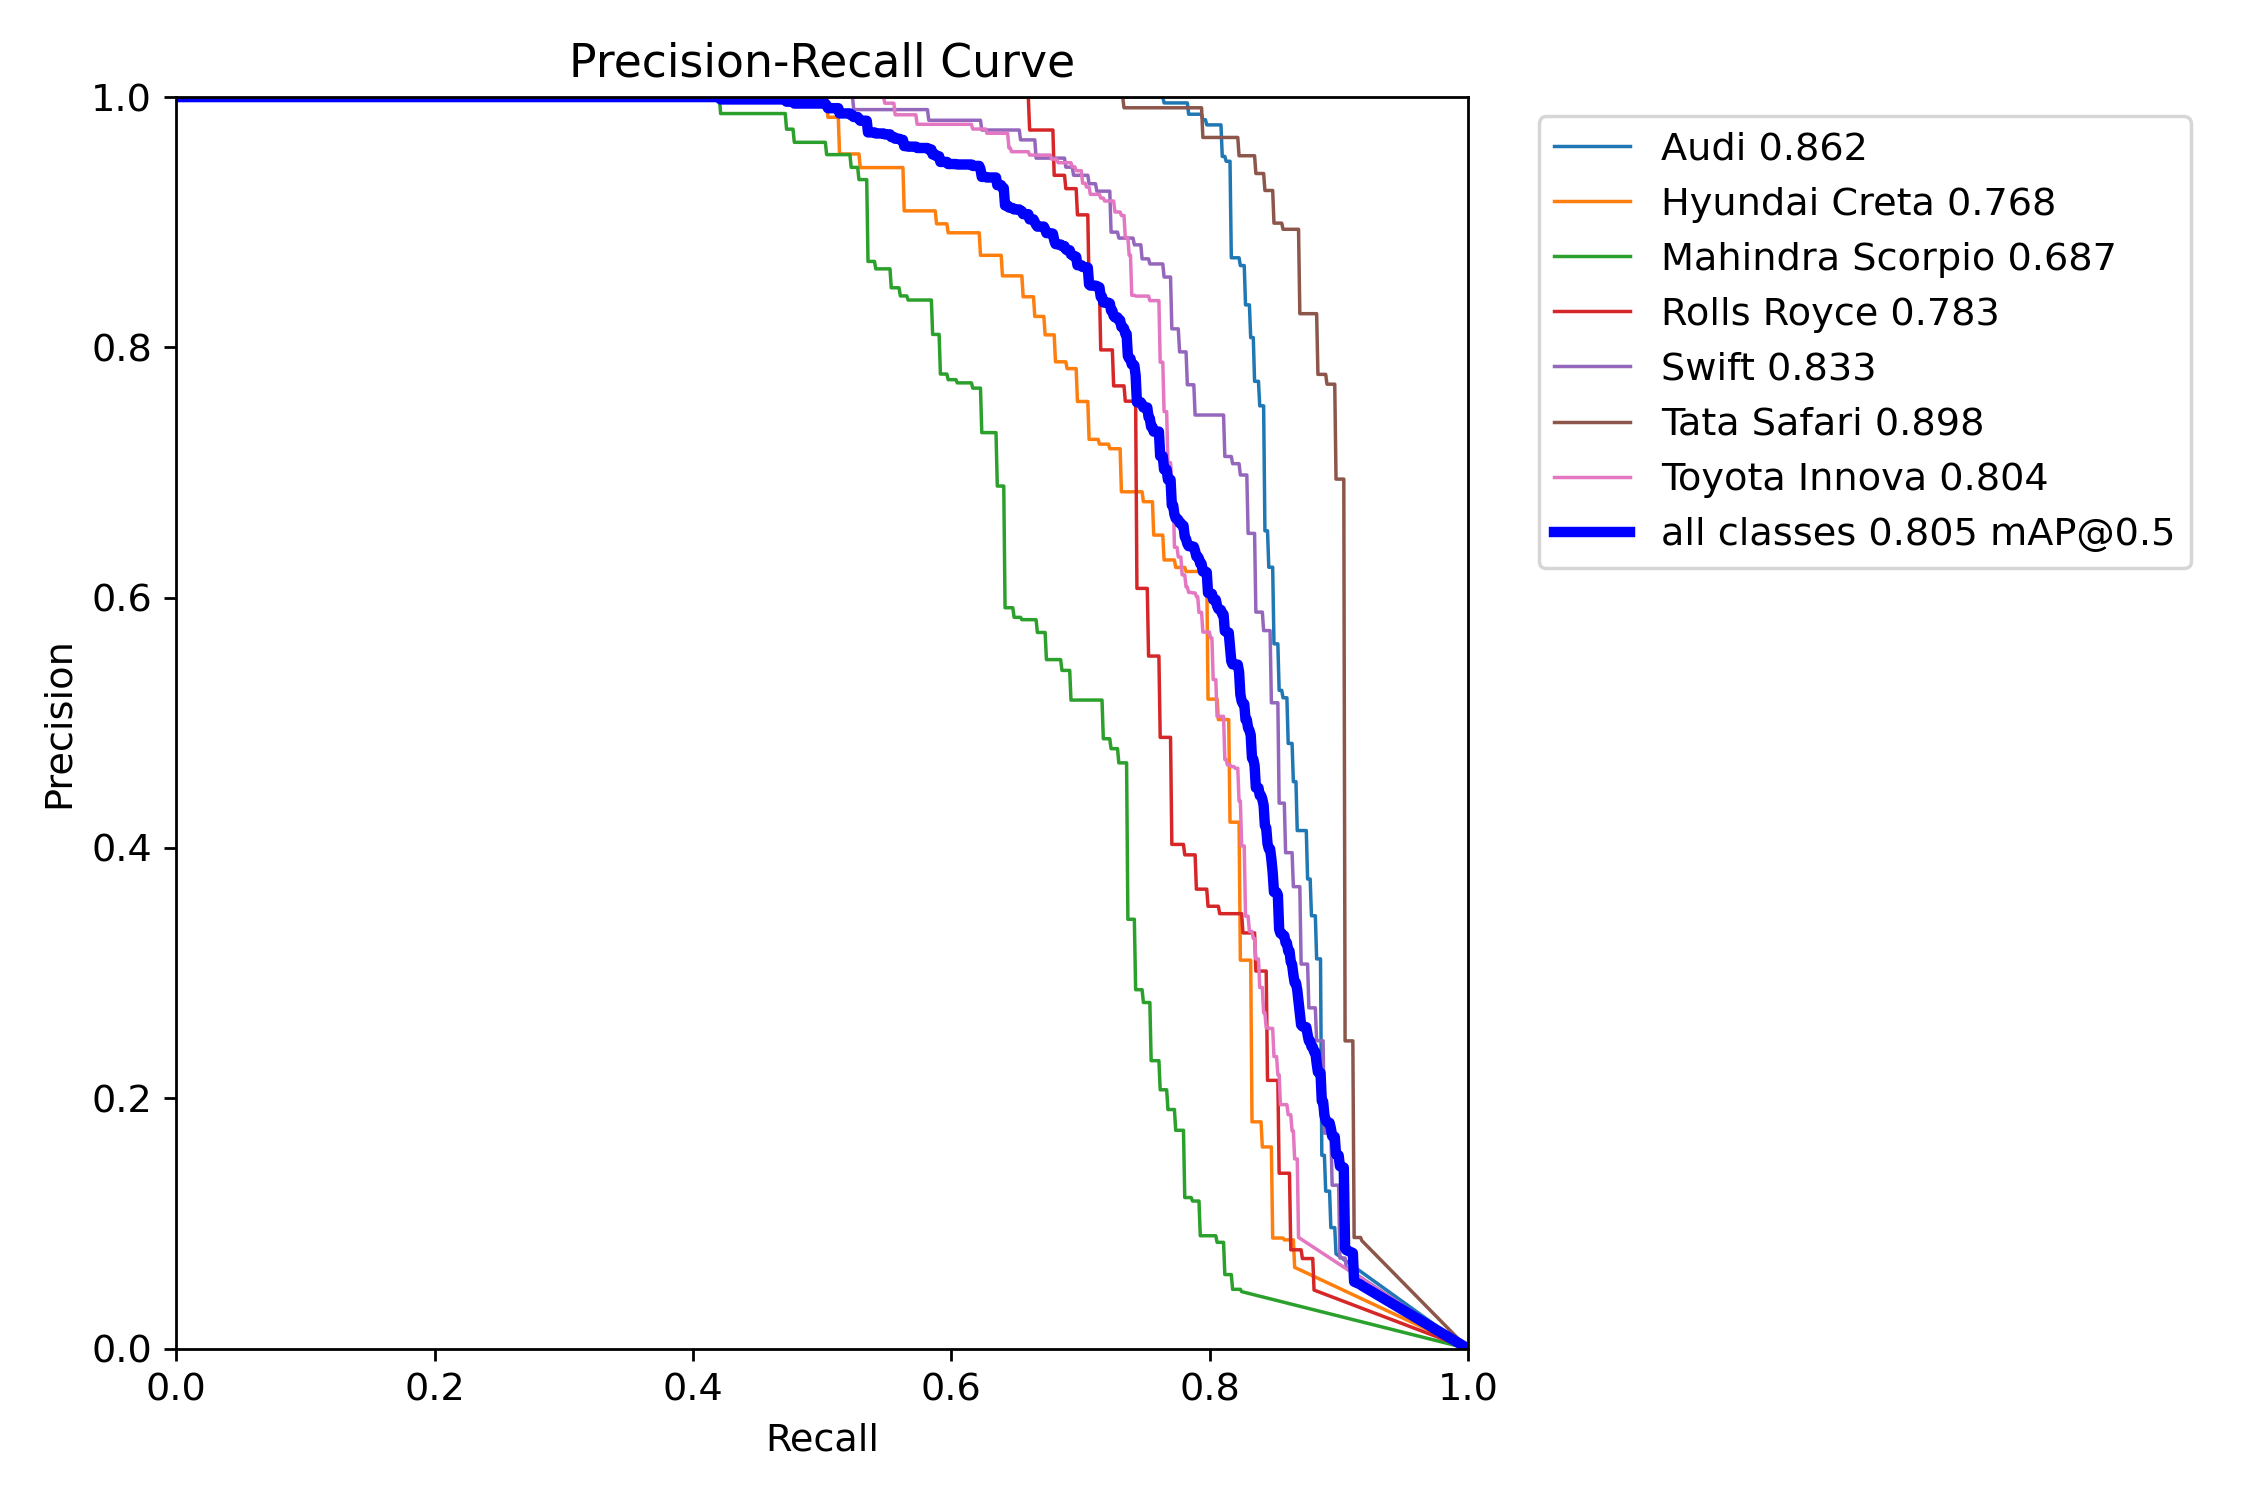 Precision-Recall Curve
1.0
0.8
0.6
0.4
0.2
0.0
Precision
0.0 0.2 0.4 0.6 0.8 1.0
Recall
Audi 0.862
Hyundai Creta 0.768
Mahindra Scorpio 0.687
Rolls Royce 0.783
Swift 0.833
Tata Safari 0.898
Toyota Innova 0.804
all classes 0.805 mAP@0.5